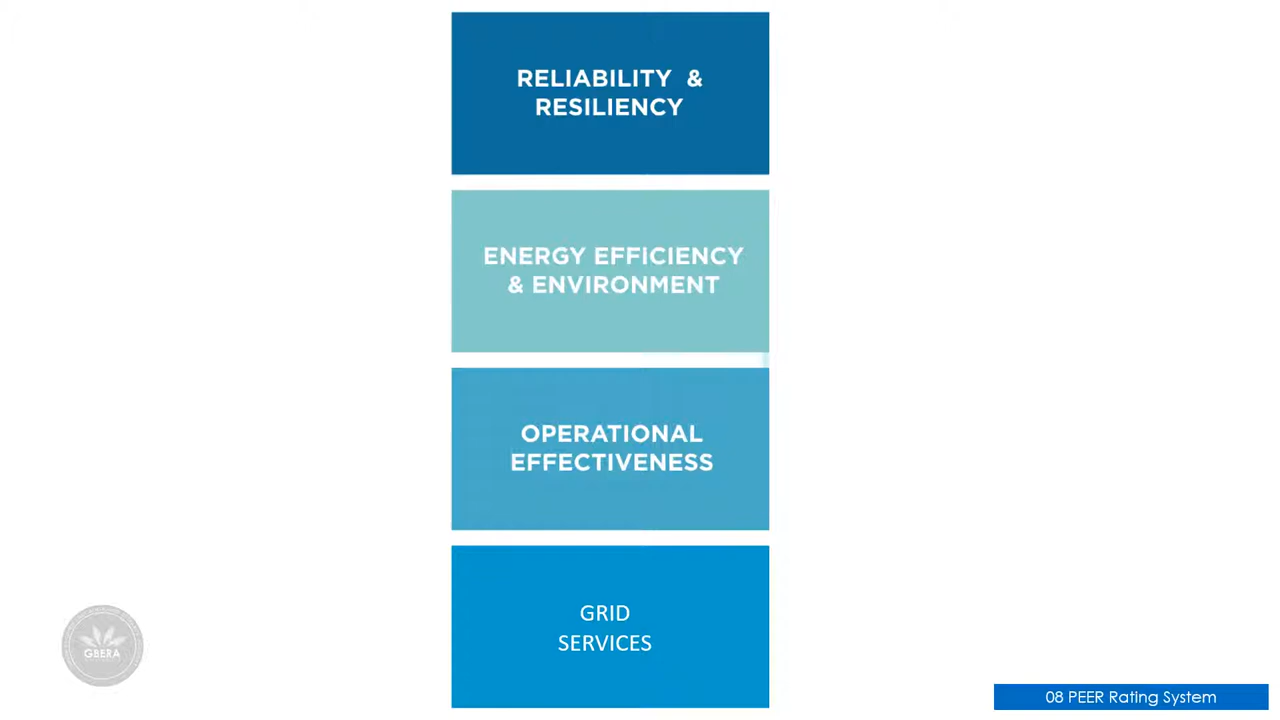 RELIABILITY &
RESILIENCY
ENERGY EFFICIENCY
& ENVIRONMENT
OPERATIONAL
EFFECTIVENESS
GRID
SERVICES
GBERA
08 PEER Rating System